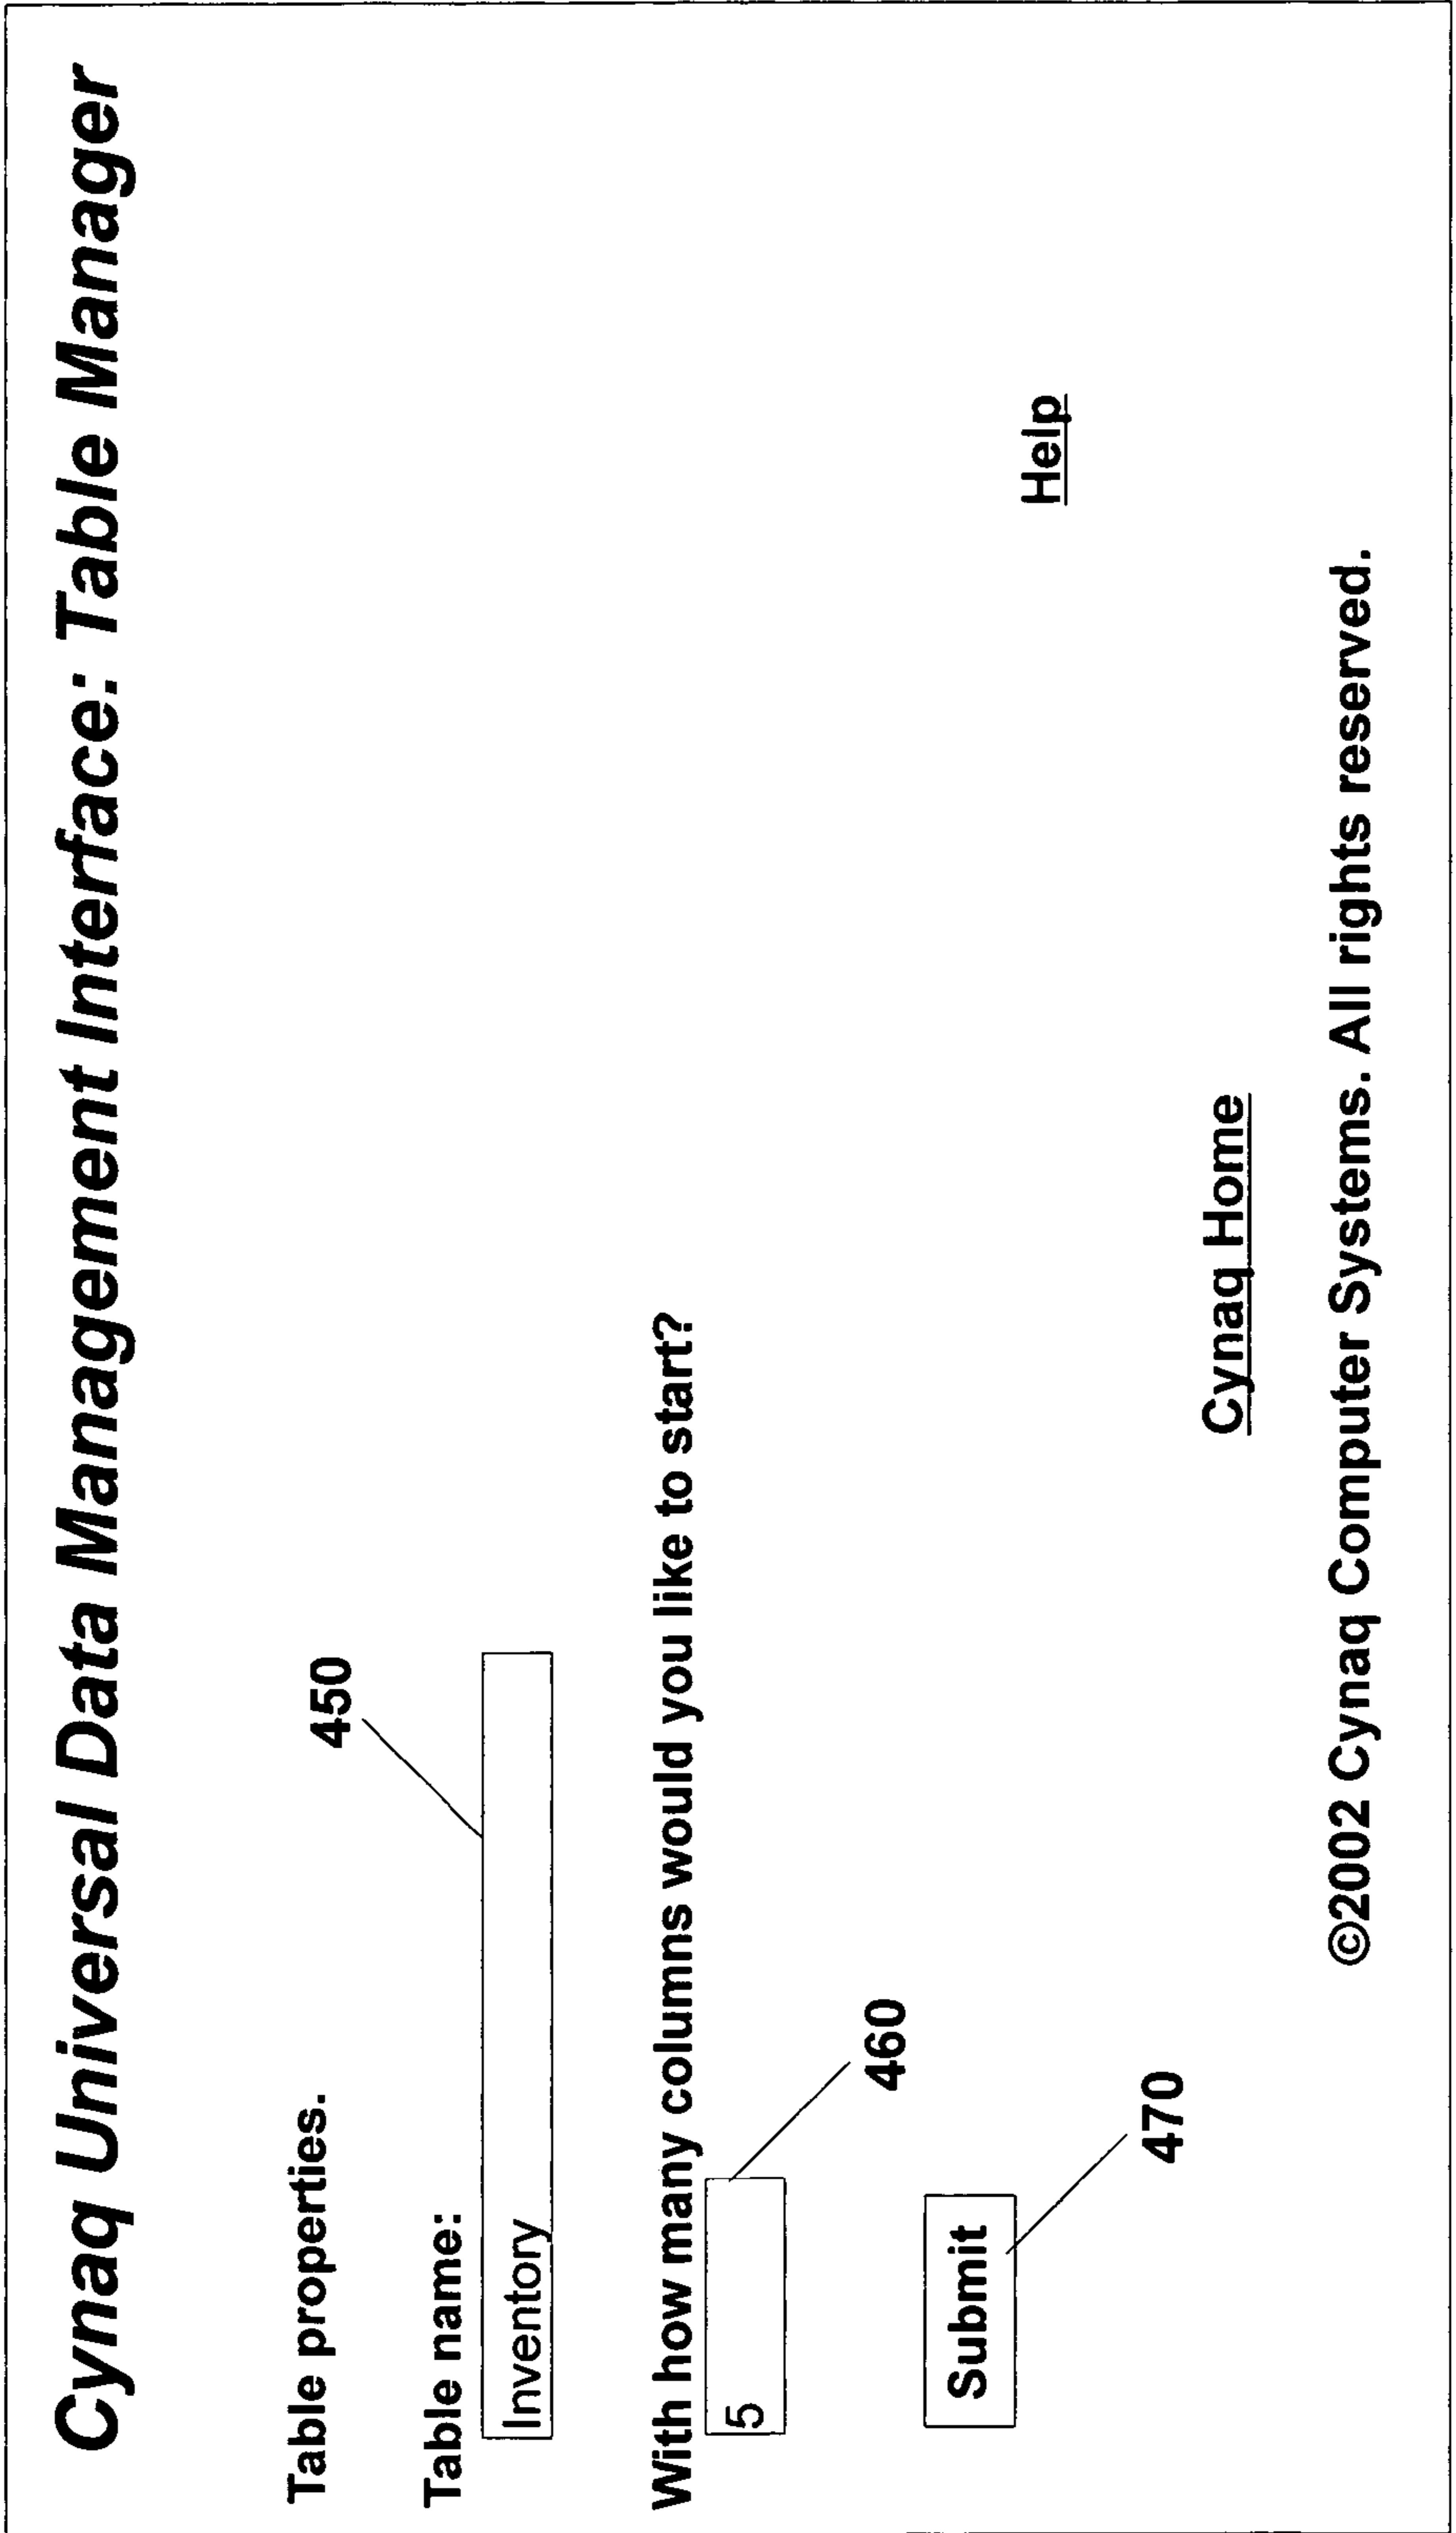 Cynaq Universal Data Management Interface: Table Manager
Table properties.
450
Table name:
Inventory
With how many columns would you like to start?
5
460
Submit
470
Help
Cynaq Home
©2002 Cynaq Computer Systems. All rights reserved.